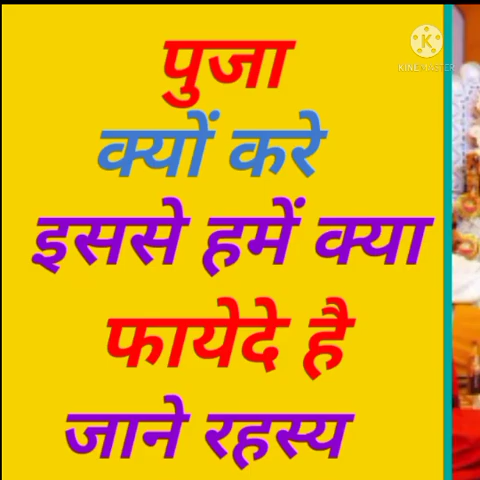 पुजा
क्यों करे
इससे हमें क्या
फायेदे है
जाने रहस्य
KINEMASTER